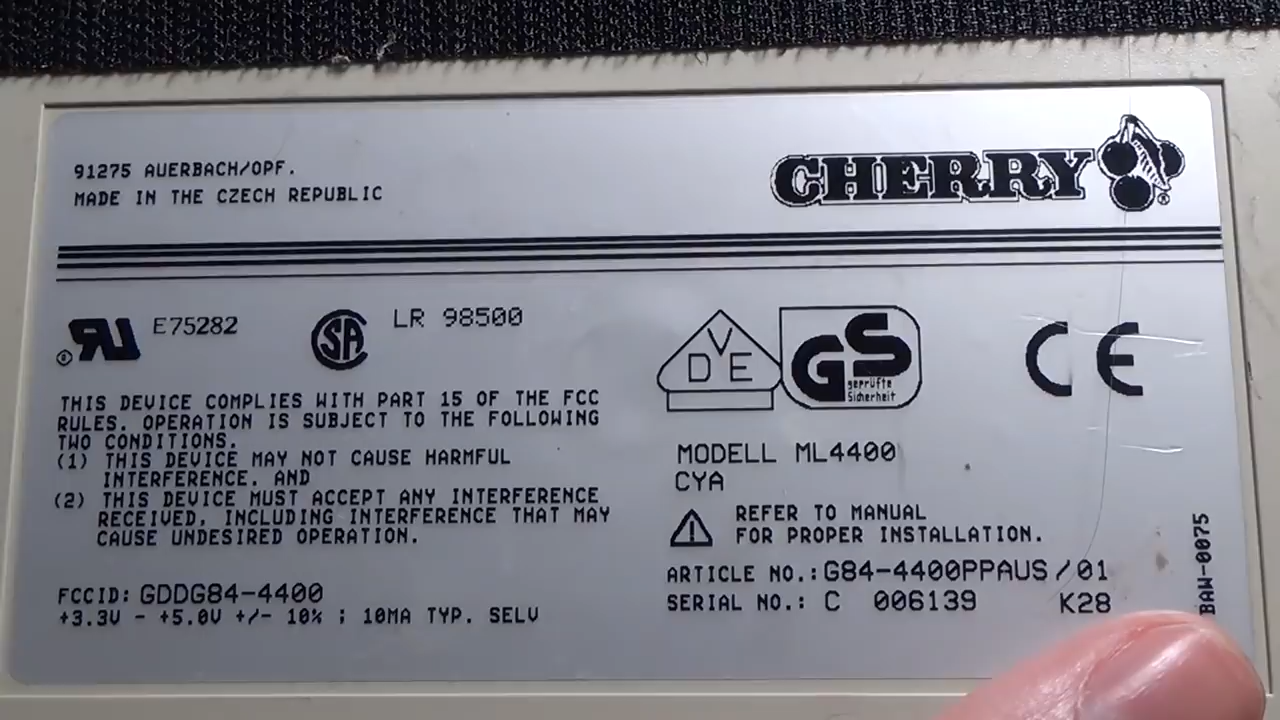 91275 AUERBACH/OPF.
MADE IN THE CZECH REPUBLIC
CHERRY ®
® RU E75282
SA LR 98500
VDE
GS
geprüfte
Sicherheit
CE
THIS DEVICE COMPLIES WITH PART 15 OF THE FCC
RULES. OPERATION IS SUBJECT TO THE FOLLOWING
TWO CONDITIONS.
(1) THIS DEVICE MAY NOT CAUSE HARMFUL
INTERFERENCE. AND
(2) THIS DEVICE MUST ACCEPT ANY INTERFERENCE
RECEIVED, INCLUDING INTERFERENCE THAT MAY
CAUSE UNDESIRED OPERATION.
FCCID: GDDG84-4400
+3.3V - +5.0V +/- 10% ; 10MA TYP. SELV
MODELL ML4400
CYA
REFER TO MANUAL
FOR PROPER INSTALLATION.
ARTICLE NO.:G84-4400PPAUS/01
SERIAL NO.: C 006139 K28
BAW-0075